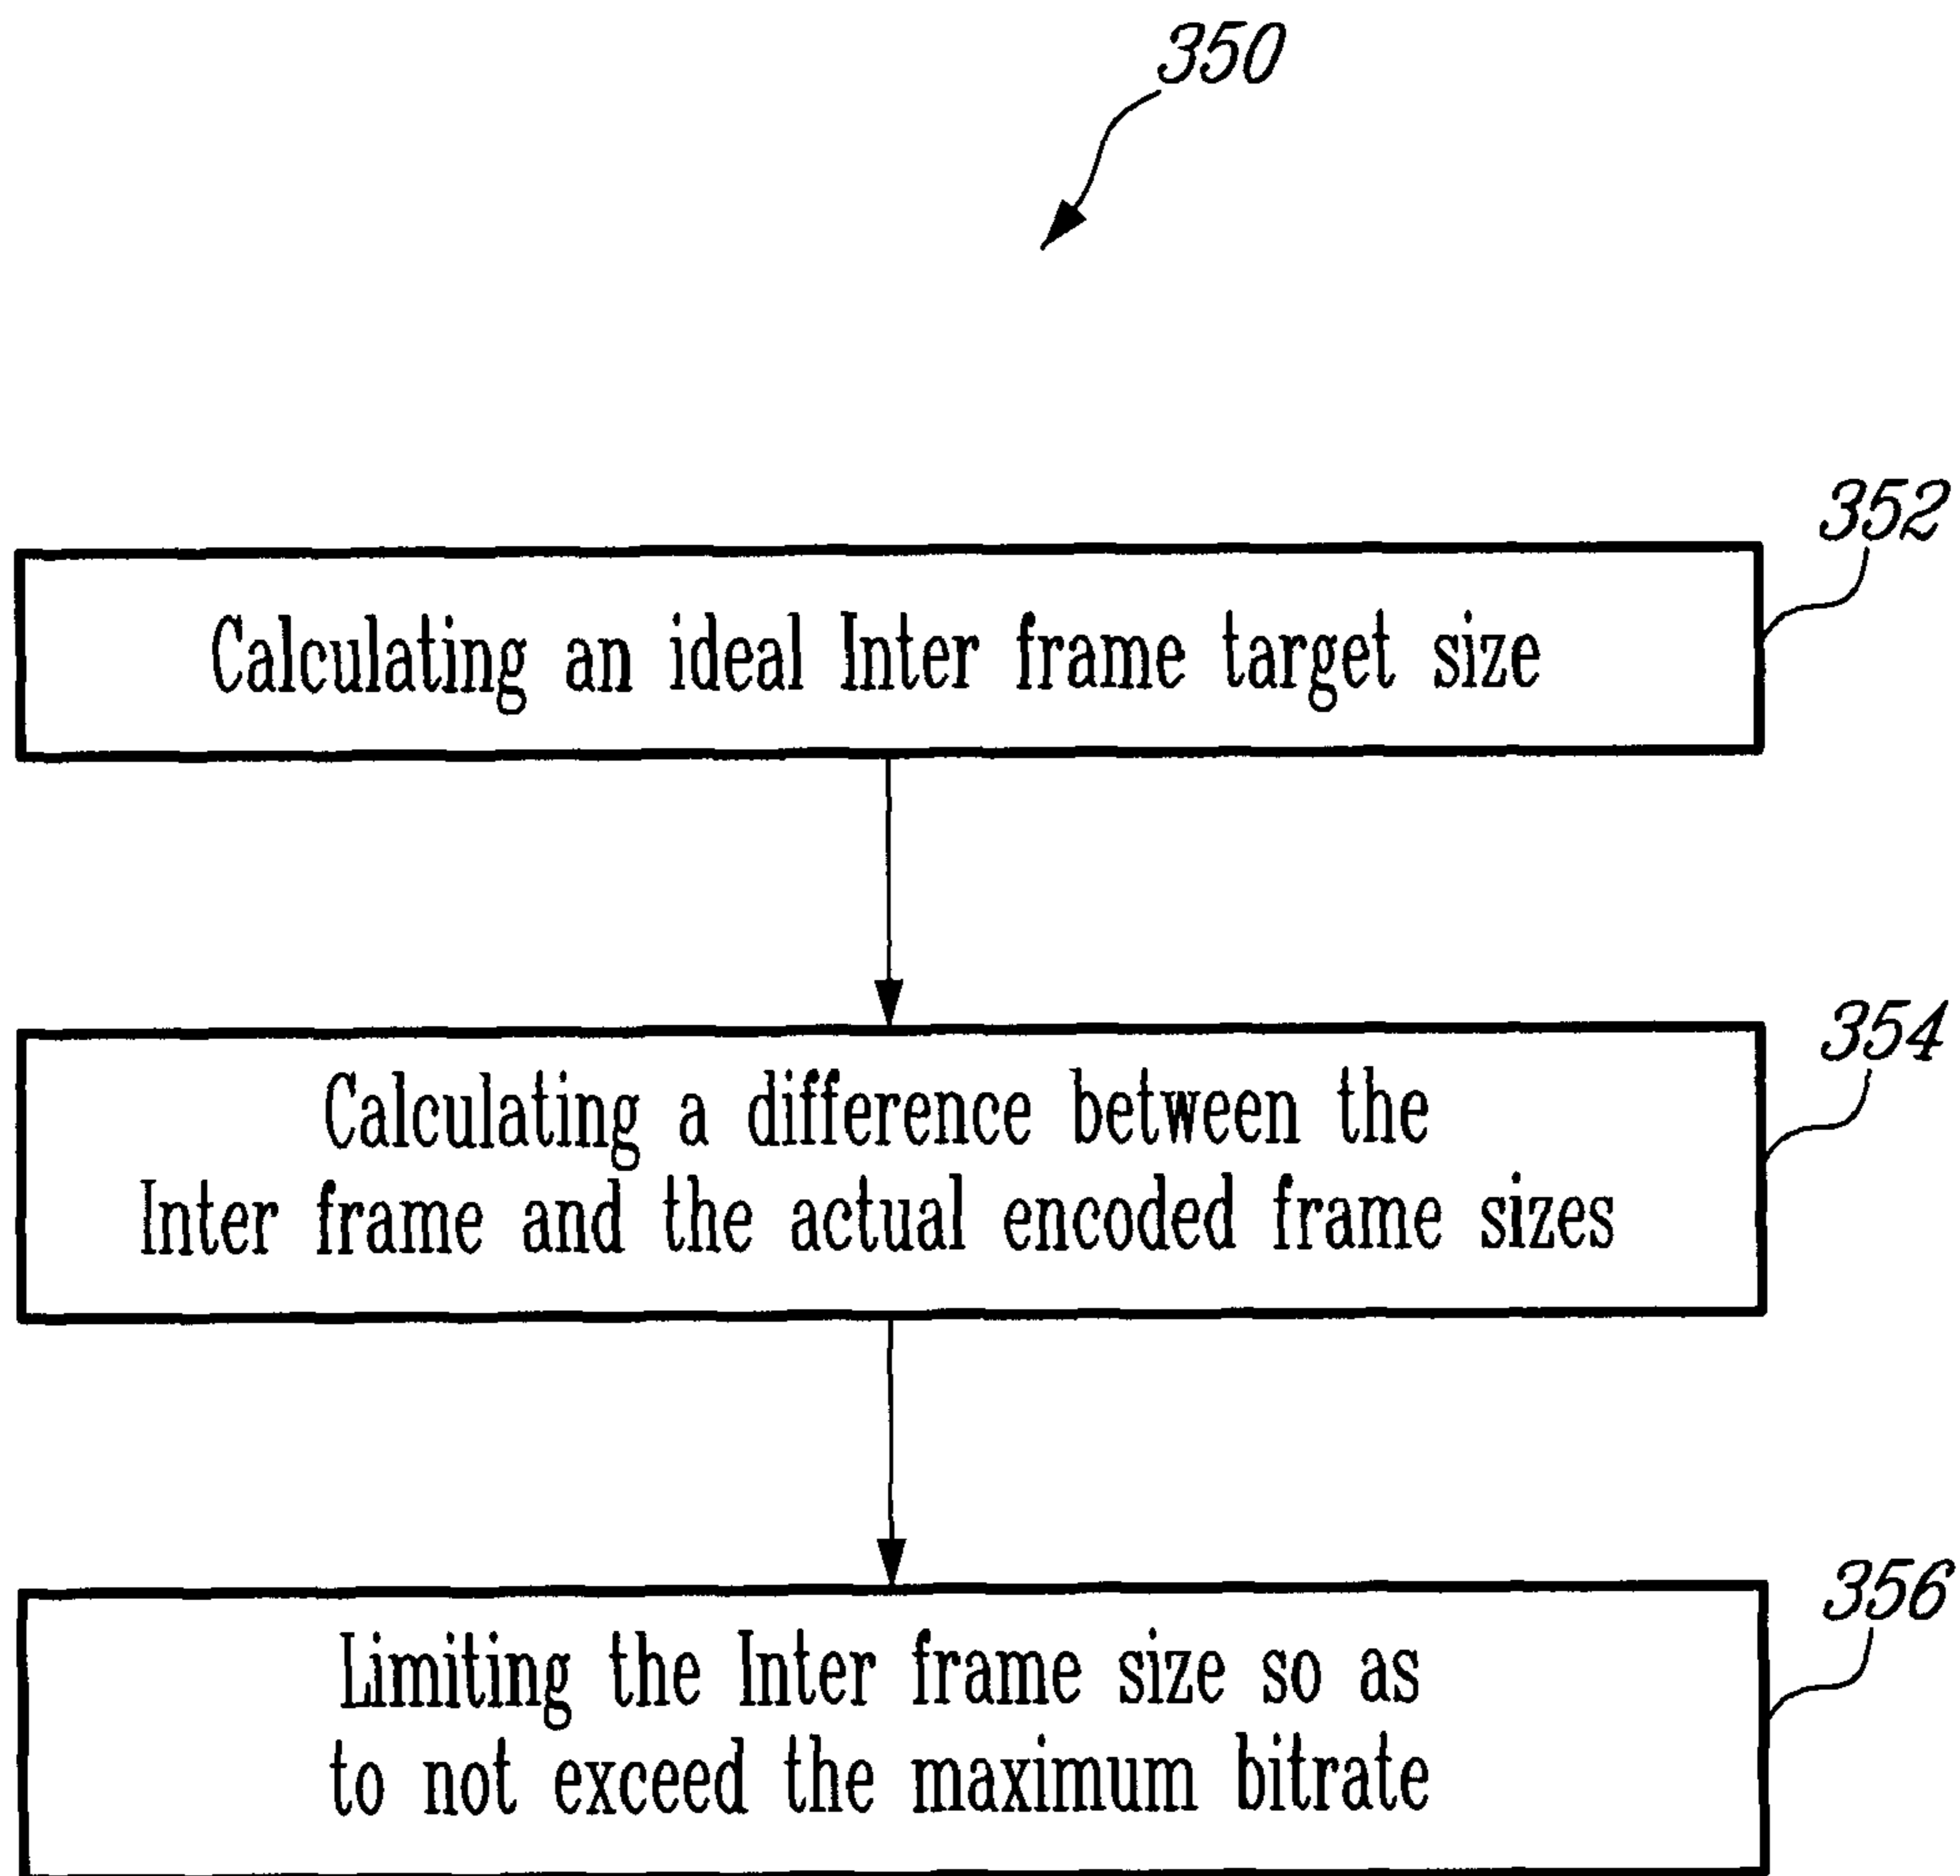 350
352
Calculating an ideal Inter frame target size
354
Calculating a difference between the
Inter frame and the actual encoded frame sizes
356
Limiting the Inter frame size so as
to not exceed the maximum bitrate